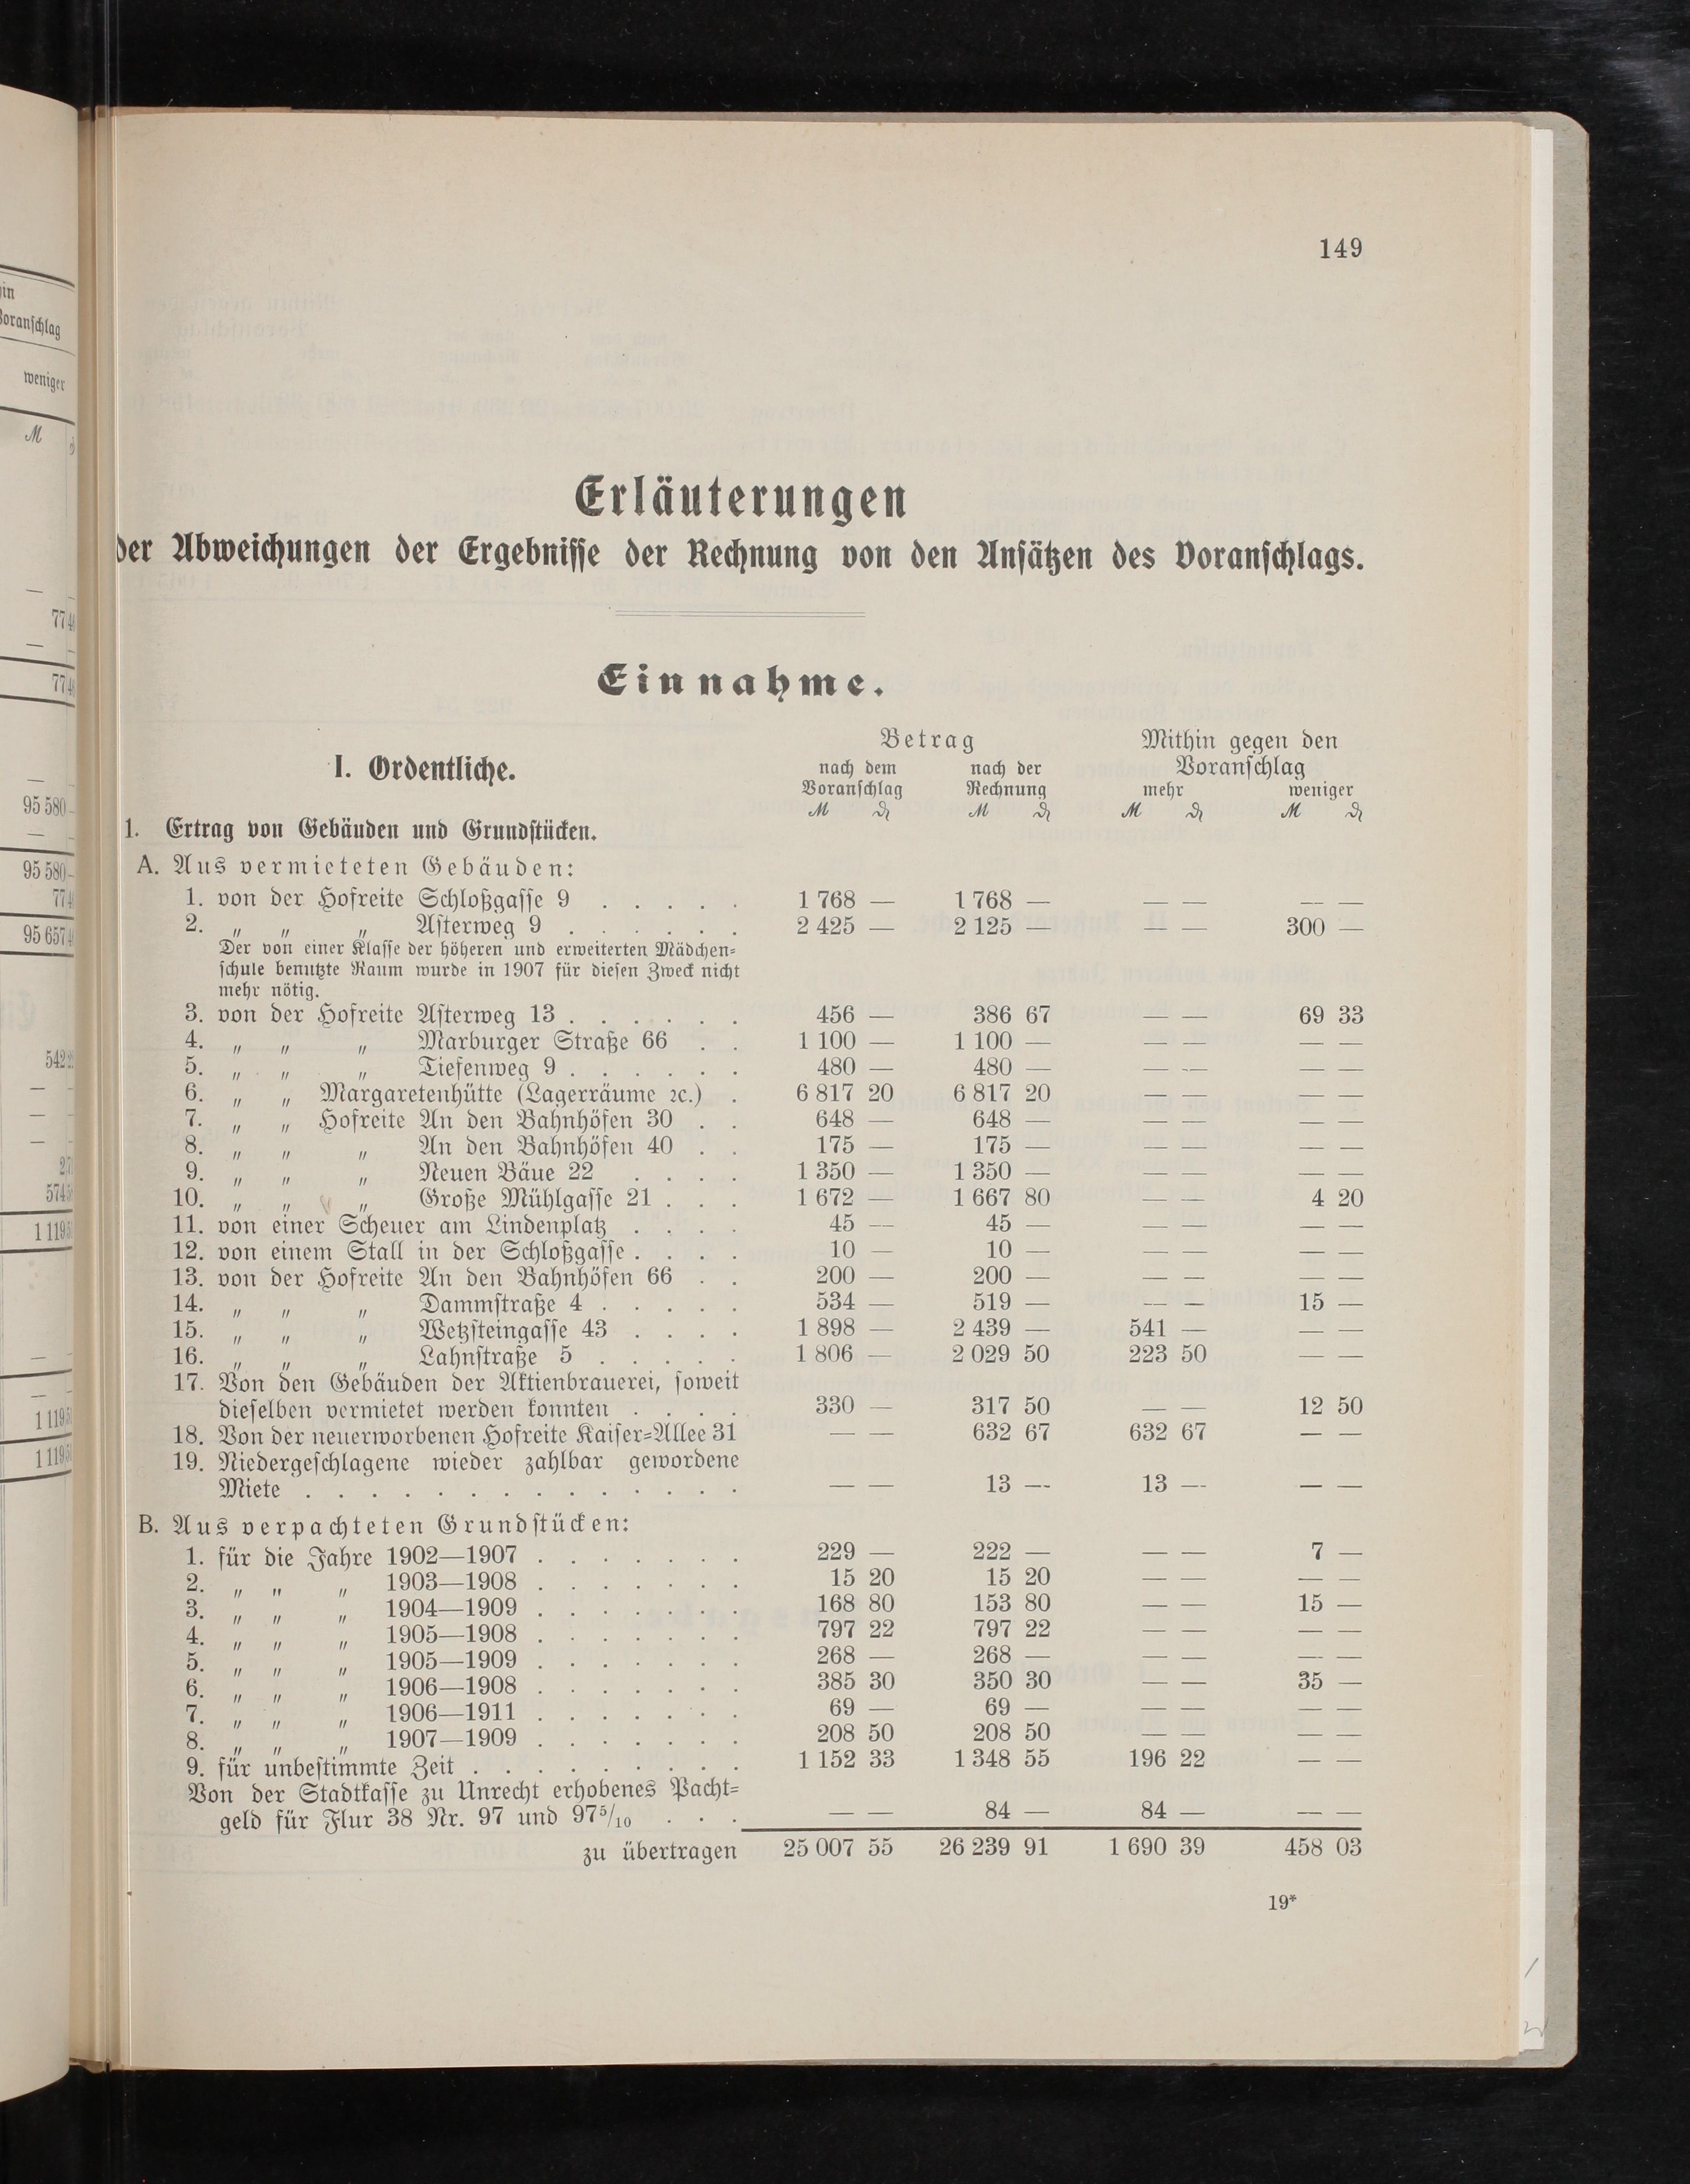 149
Erläuterungen
der Abweichungen der Ergebnisse der Rechnung von den Ansätzen des Voranschlags.
Einnahme.
I. Ordentliche.
Betrag
Mithin gegen den Voranschlag
nach dem Voranschlag
nach der Rechnung
mehr
weniger
ℳ ₰ ℳ ₰ ℳ ₰ ℳ ₰
1. Ertrag von Gebäuden und Grundstücken.
A. Aus vermieteten Gebäuden:
1. von der Hofreite Schloßgasse 9 . . . . . 1 768 — 1 768 — — — — —
2. „ „ „ Asterweg 9 . . . . . . 2 425 — 2 125 — — — 300 —
Der von einer Klasse der höheren und erweiterten Mädchen=
schule benutzte Raum wurde in 1907 für diesen Zweck nicht
mehr nötig.
3. von der Hofreite Asterweg 13 . . . . . . 456 — 386 67 — — 69 33
4. „ „ „ Marburger Straße 66 . . 1 100 — 1 100 — — — — —
5. „ „ „ Tiefenweg 9 . . . . . . 480 — 480 — — — — —
6. „ „ Margaretenhütte (Lagerräume ꝛc.) . 6 817 20 6 817 20 — — — —
7. „ „ Hofreite An den Bahnhöfen 30 . . 648 — 648 — — — — —
8. „ „ „ An den Bahnhöfen 40 . . 175 — 175 — — — — —
9. „ „ „ Neuen Bäue 22 . . . . 1 350 — 1 350 — — — — —
10. „ „ „ Große Mühlgasse 21 . . . 1 672 — 1 667 80 — — 4 20
11. von einer Scheuer am Lindenplatz . . . . 45 — 45 — — — — —
12. von einem Stall in der Schloßgasse . . . . 10 — 10 — — — — —
13. von der Hofreite An den Bahnhöfen 66 . . 200 — 200 — — — — —
14. „ „ „ Dammstraße 4 . . . . . 534 — 519 — — — 15 —
15. „ „ „ Wetzsteingasse 43 . . . . 1 898 — 2 439 — 541 — — —
16. „ „ „ Lahnstraße 5 . . . . . 1 806 — 2 029 50 223 50 — —
17. Von den Gebäuden der Aktienbrauerei, soweit
dieselben vermietet werden konnten . . . . 330 — 317 50 — — 12 50
18. Von der neuerworbenen Hofreite Kaiser=Allee 31 — — 632 67 632 67 — —
19. Niedergeschlagene wieder zahlbar gewordene
Miete . . . . . . . . . . . . . . — — 13 — 13 — — —
B. Aus verpachteten Grundstücken:
1. für die Jahre 1902—1907 . . . . . . . 229 — 222 — — — 7 —
2. „ „ „ 1903—1908 . . . . . . . 15 20 15 20 — — — —
3. „ „ „ 1904—1909 . . . . . . . 168 80 153 80 — — 15 —
4. „ „ „ 1905—1908 . . . . . . . 797 22 797 22 — — — —
5. „ „ „ 1905—1909 . . . . . . . 268 — 268 — — — — —
6. „ „ „ 1906—1908 . . . . . . . 385 30 350 30 — — 35 —
7. „ „ „ 1906—1911 . . . . . . . 69 — 69 — — — — —
8. „ „ „ 1907—1909 . . . . . . . 208 50 208 50 — — — —
9. für unbestimmte Zeit . . . . . . . . . 1 152 33 1 348 55 196 22 — —
Von der Stadtkasse zu Unrecht erhobenes Pacht=
geld für Flur 38 Nr. 97 und 97⁵/₁₀ . . . — — 84 — 84 — — —
zu übertragen 25 007 55 26 239 91 1 690 39 458 03
19*